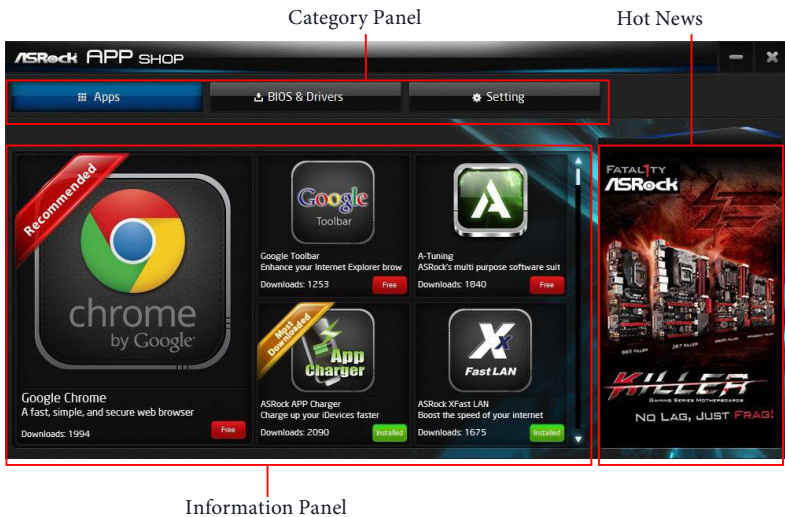 Category Panel
Hot News
ASRock APP SHOP
Apps
BIOS & Drivers
Setting
Recommended
chrome
by Google
Google Chrome
A fast, simple, and secure web browser
Downloads: 1994
Free
Google
Toolbar
Google Toolbar
Enhance your Internet Explorer brow
Downloads: 1253
Free
A
A-Tuning
ASRock's multi purpose software suit
Downloads: 1840
Free
Most
Downloaded
App
Charger
ASRock APP Charger
Charge up your iDevices faster
Downloads: 2090
Installed
X
Fast LAN
ASRock XFast LAN
Boost the speed of your internet
Downloads: 1675
Installed
FATAL1TY
ASRock
KILLER
GAMING SERIES MOTHERBOARDS
NO LAG, JUST FRAG!
Information Panel